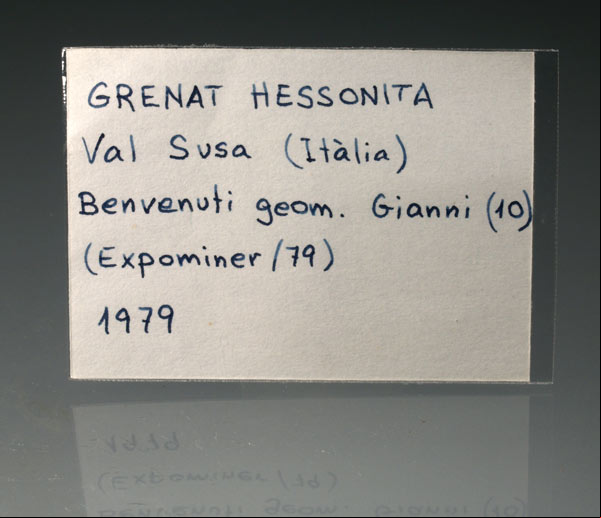 GRENAT HESSONITA
Val Susa (Itàlia)
Benvenuti geom. Gianni (10)
(Expominer/79)
1979